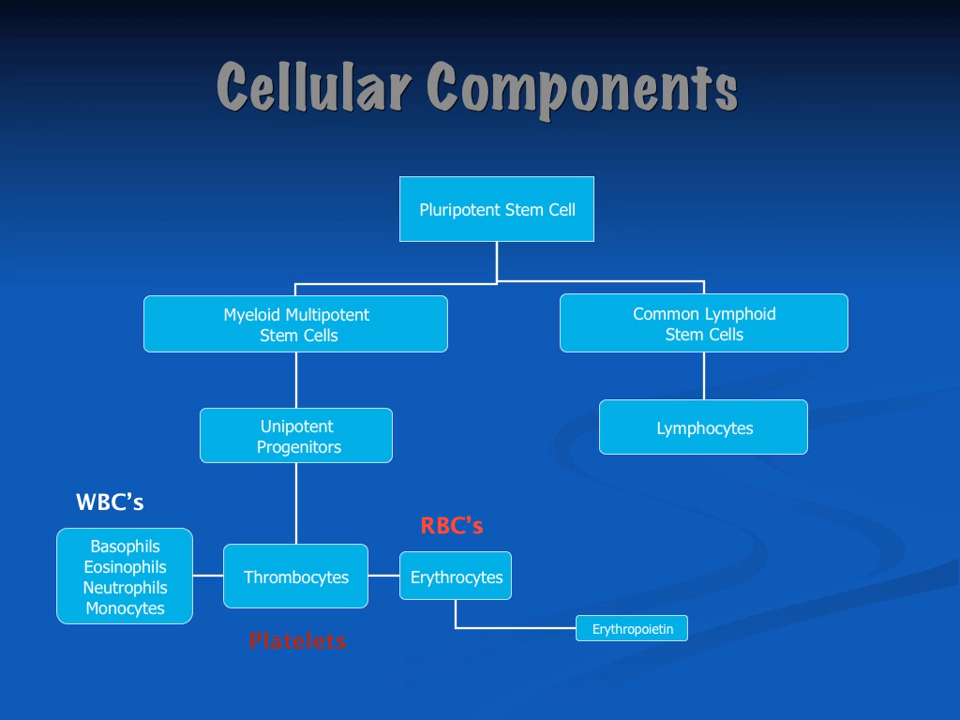 Cellular Components
Pluripotent Stem Cell
Myeloid Multipotent
Stem Cells
Common Lymphoid
Stem Cells
Unipotent
Progenitors
Lymphocytes
WBC's
RBC's
Basophils
Eosinophils
Neutrophils
Monocytes
Thrombocytes
Erythrocytes
Platelets
Erythropoietin